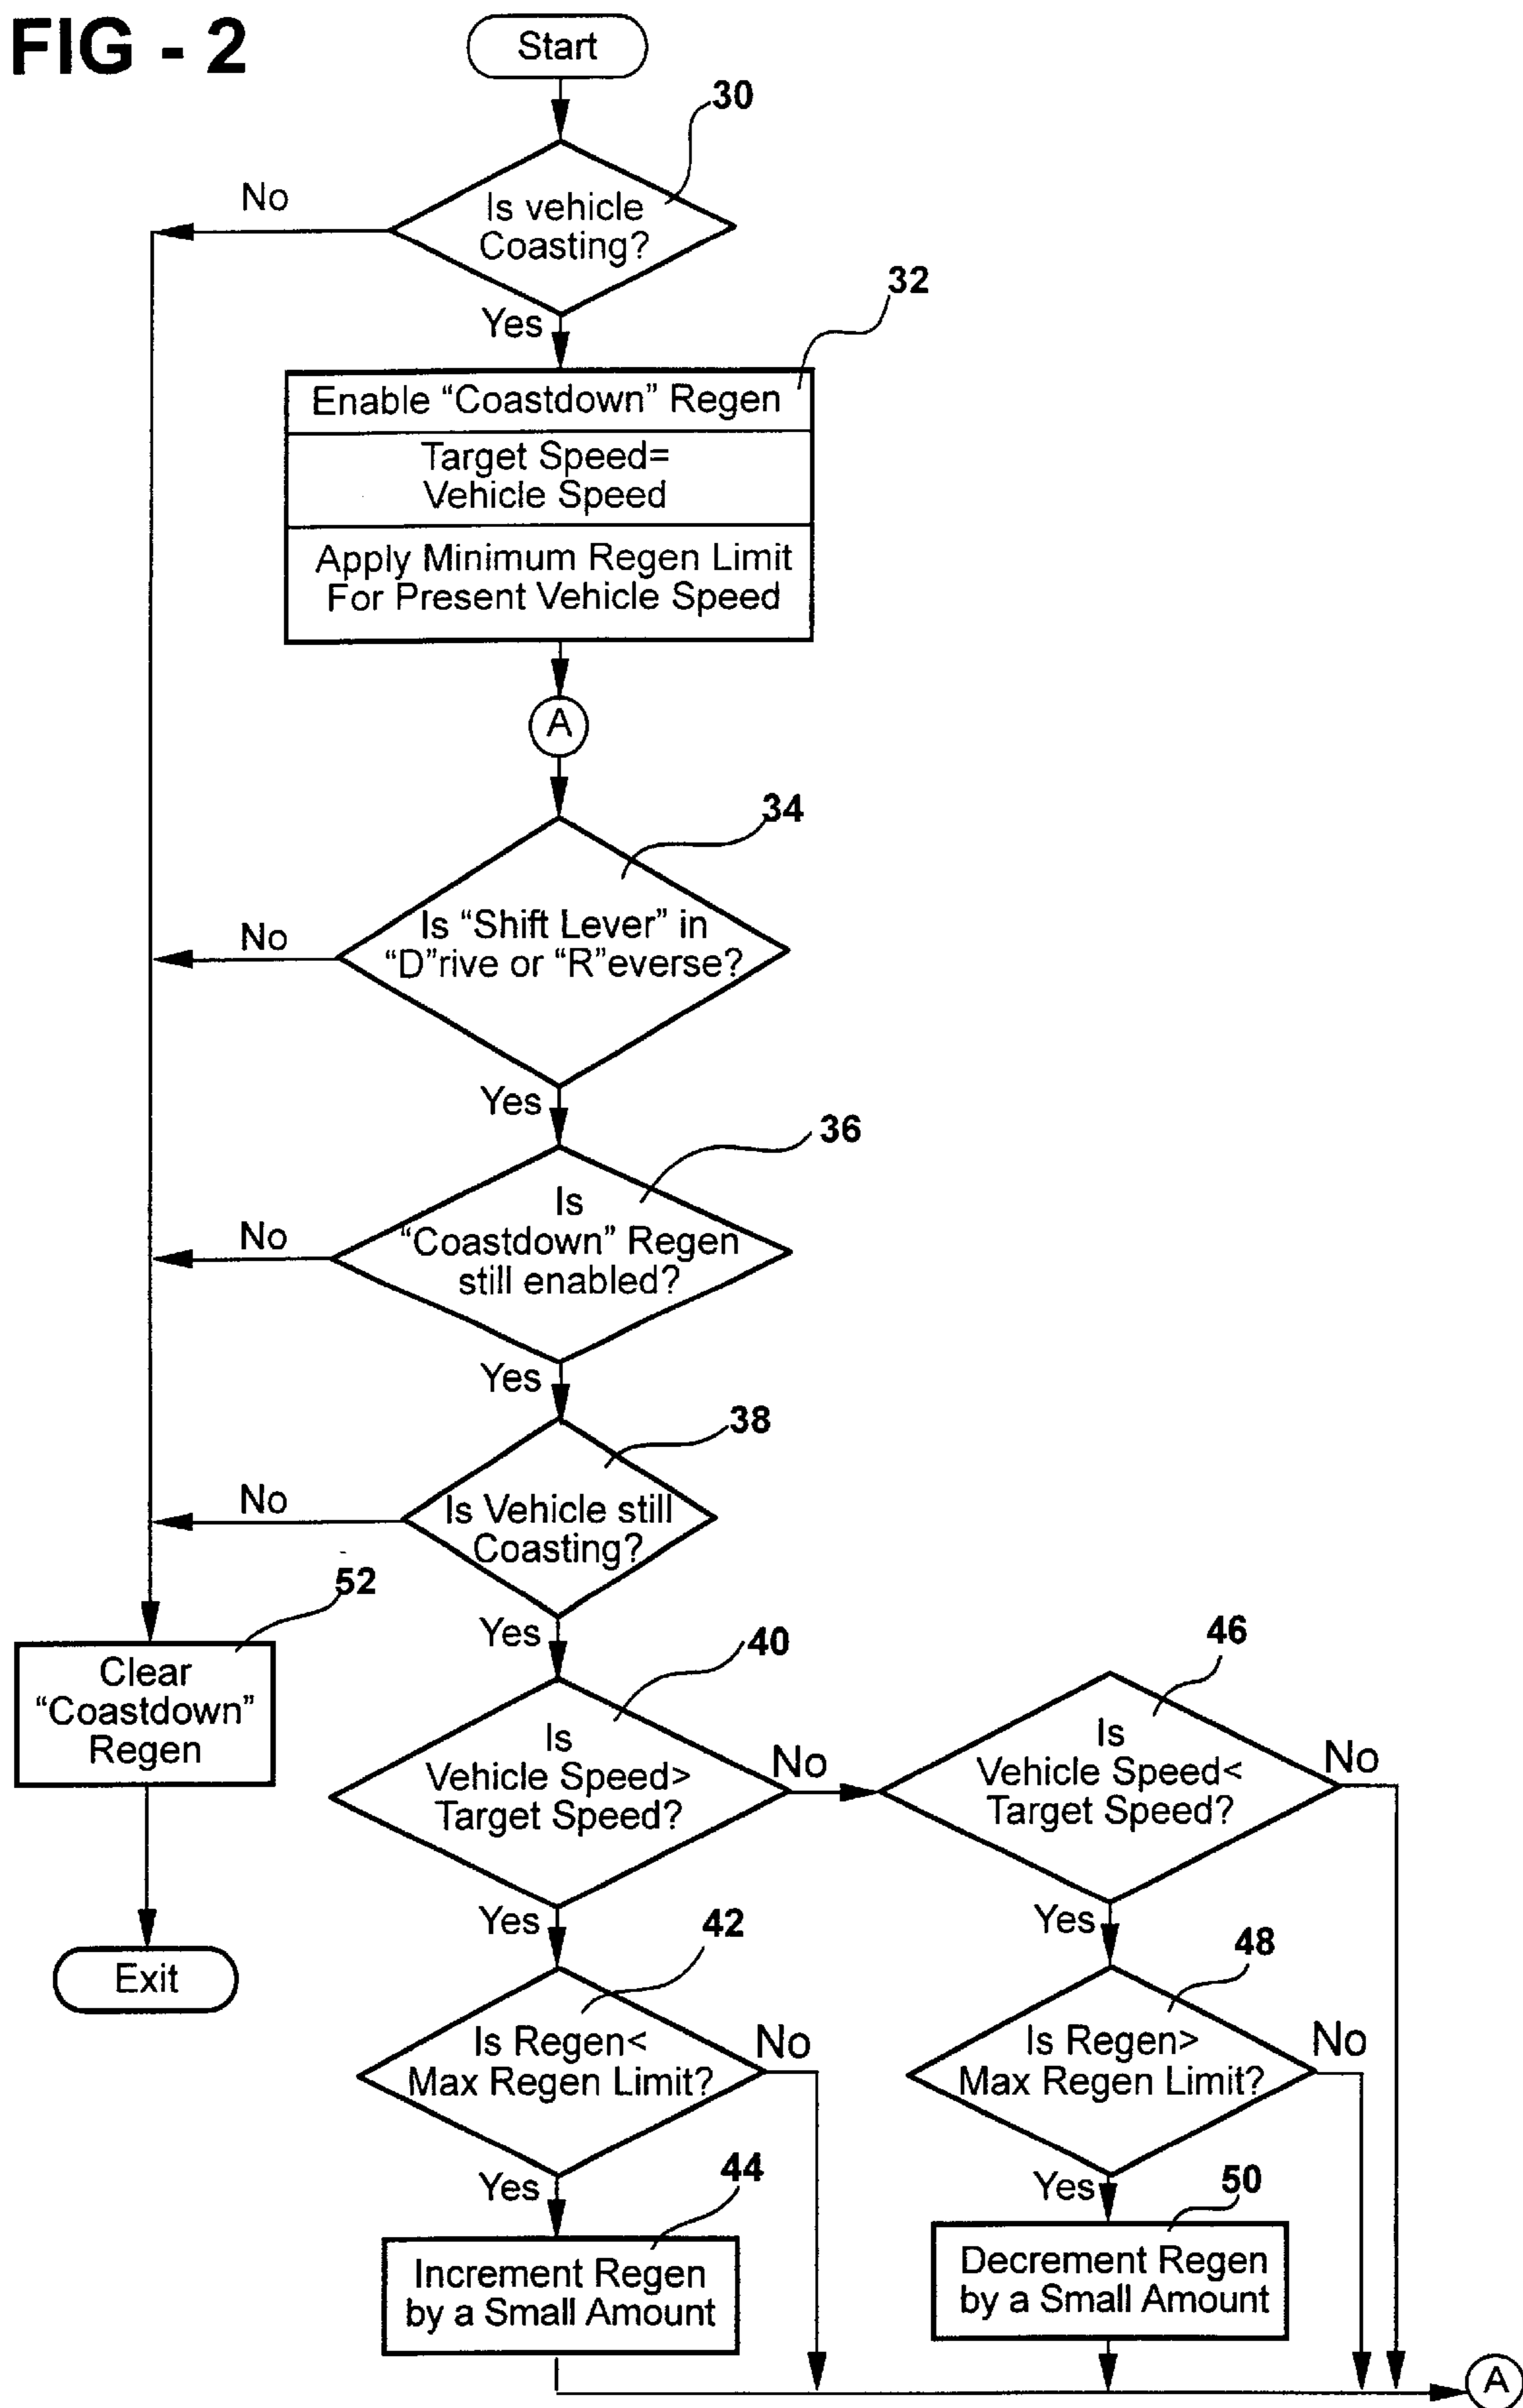 FIG - 2
Start
30
No
Is vehicle
Coasting?
32
Yes
Enable “Coastdown” Regen
Target Speed=
Vehicle Speed
Apply Minimum Regen Limit
For Present Vehicle Speed
A
34
No
Is “Shift Lever” in
“D”rive or “R”everse?
Yes
36
No
Is
“Coastdown” Regen
still enabled?
Yes
38
No
Is Vehicle still
Coasting?
52
Clear
“Coastdown”
Regen
Exit
Yes
40
Is
Vehicle Speed>
Target Speed?
No
46
Is
Vehicle Speed<
Target Speed?
No
Yes
42
Is Regen<
Max Regen Limit?
No
Yes
48
Is Regen>
Max Regen Limit?
No
Yes
44
Increment Regen
by a Small Amount
Yes
50
Decrement Regen
by a Small Amount
A